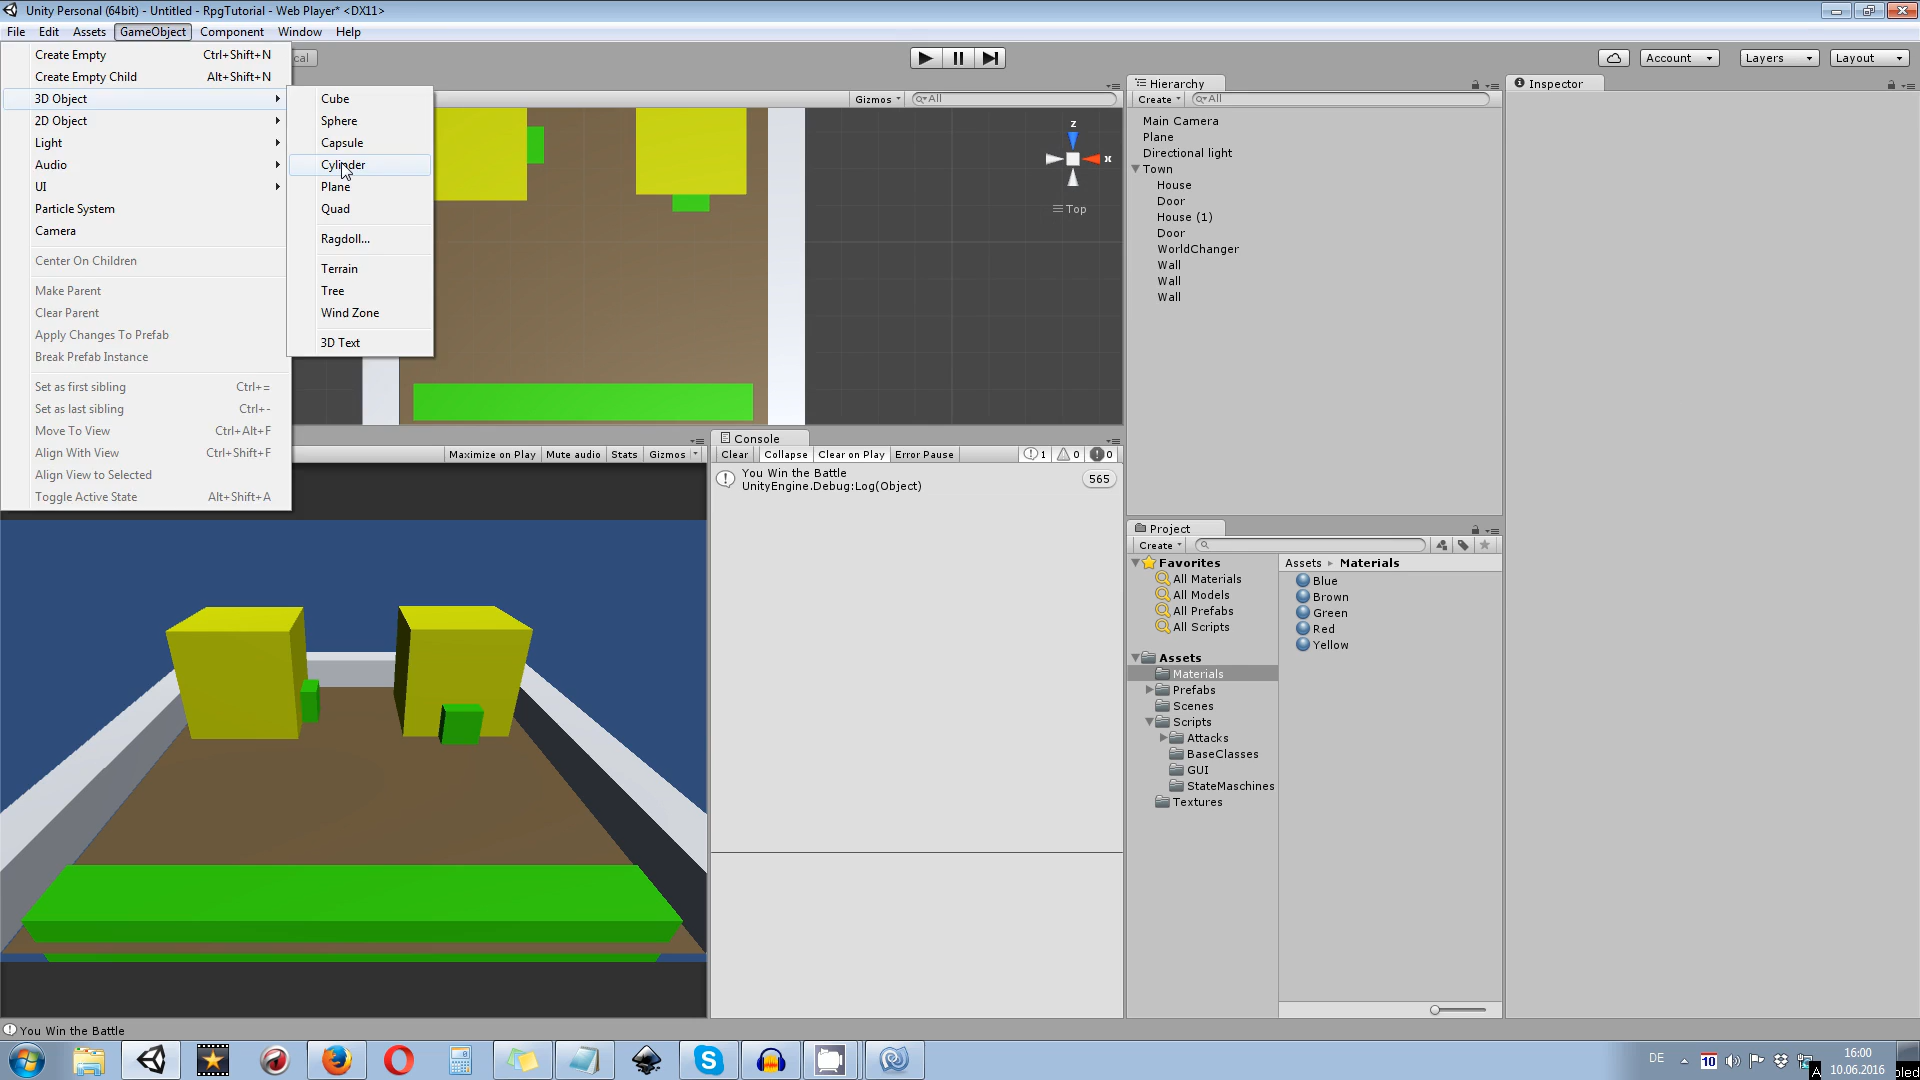 Unity Personal (64bit) - Untitled - RpgTutorial - Web Player* <DX11>
File Edit Assets GameObject Component Window Help
Create Empty Ctrl+Shift+N
Create Empty Child Alt+Shift+N
3D Object
2D Object
Light
Audio
UI
Particle System
Camera
Center On Children
Make Parent
Clear Parent
Apply Changes To Prefab
Break Prefab Instance
Set as first sibling Ctrl+=
Set as last sibling Ctrl+-
Move To View Ctrl+Alt+F
Align With View Ctrl+Shift+F
Align View to Selected
Toggle Active State Alt+Shift+A
Cube
Sphere
Capsule
Cylinder
Plane
Quad
Ragdoll...
Terrain
Tree
Wind Zone
3D Text
cal
Account Layers Layout
Gizmos All
z
x
Top
Maximize on Play Mute audio Stats Gizmos
Console
Clear Collapse Clear on Play Error Pause 1 0 0
You Win the Battle
UnityEngine.Debug:Log(Object)
565
Hierarchy
Create All
Main Camera
Plane
Directional light
Town
House
Door
House (1)
Door
WorldChanger
Wall
Wall
Wall
Project
Create
Favorites
All Materials
All Models
All Prefabs
All Scripts
Assets
Materials
Prefabs
Scenes
Scripts
Attacks
BaseClasses
GUI
StateMaschines
Textures
Assets Materials
Blue
Brown
Green
Red
Yellow
Inspector
You Win the Battle
DE
10
16:00
10.06.2016